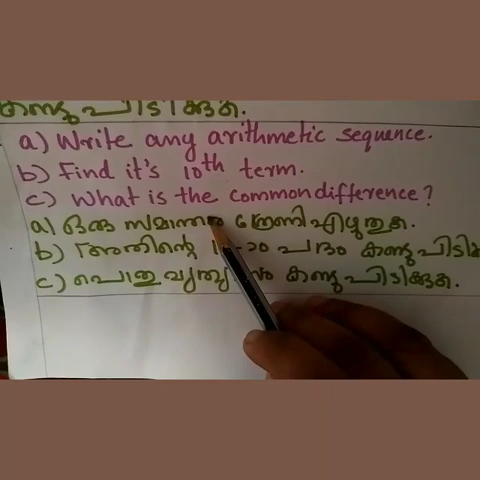 കണ്ടുപിടിക്കുക.
a) Write any arithmetic sequence.
b) Find it's 10th term.
c) What is the common difference?
a) ഒരു സമാന്തര ശ്രേണി എഴുതുക.
b) അതിന്റെ പദം
c) പൊതു വ്യത്യാസം കണ്ടുപിടിക്കുക.